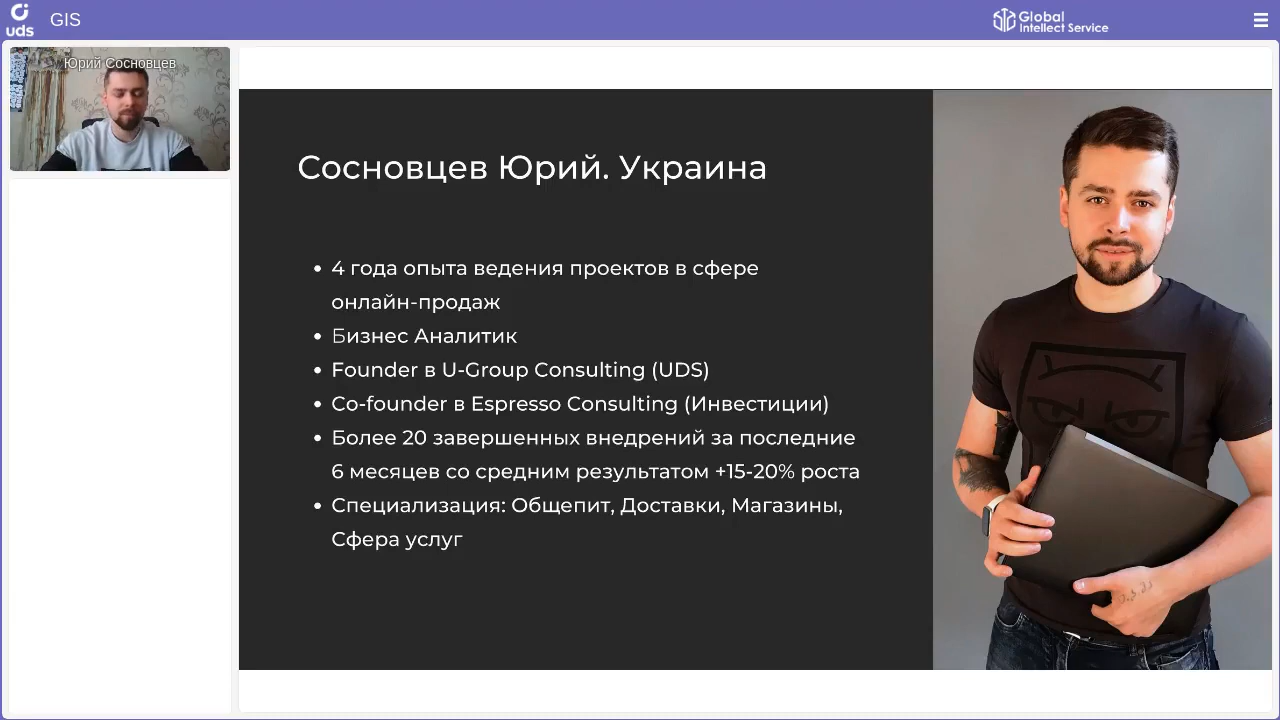 uds
GIS
Global
Intellect Service
Юрий Сосновцев
Сосновцев Юрий. Украина
4 года опыта ведения проектов в сфере
онлайн-продаж
Бизнес Аналитик
Founder в U-Group Consulting (UDS)
Co-founder в Espresso Consulting (Инвестиции)
Более 20 завершенных внедрений за последние
6 месяцев со средним результатом +15-20% роста
Специализация: Общепит, Доставки, Магазины,
Сфера услуг